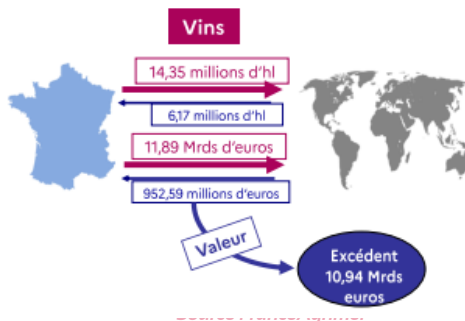 Vins
14,35 millions d'hl
6,17 millions d'hl
11,89 Mrds d'euros
952,59 millions d'euros
Valeur
Excédent
10,94 Mrds
euros